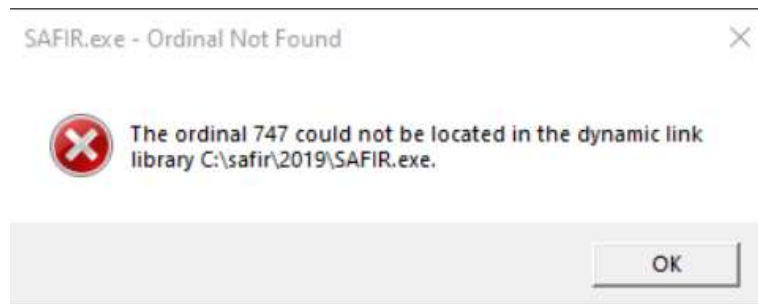 SAFIR.exe - Ordinal Not Found
The ordinal 747 could not be located in the dynamic link
library C:\safir\2019\SAFIR.exe.
OK